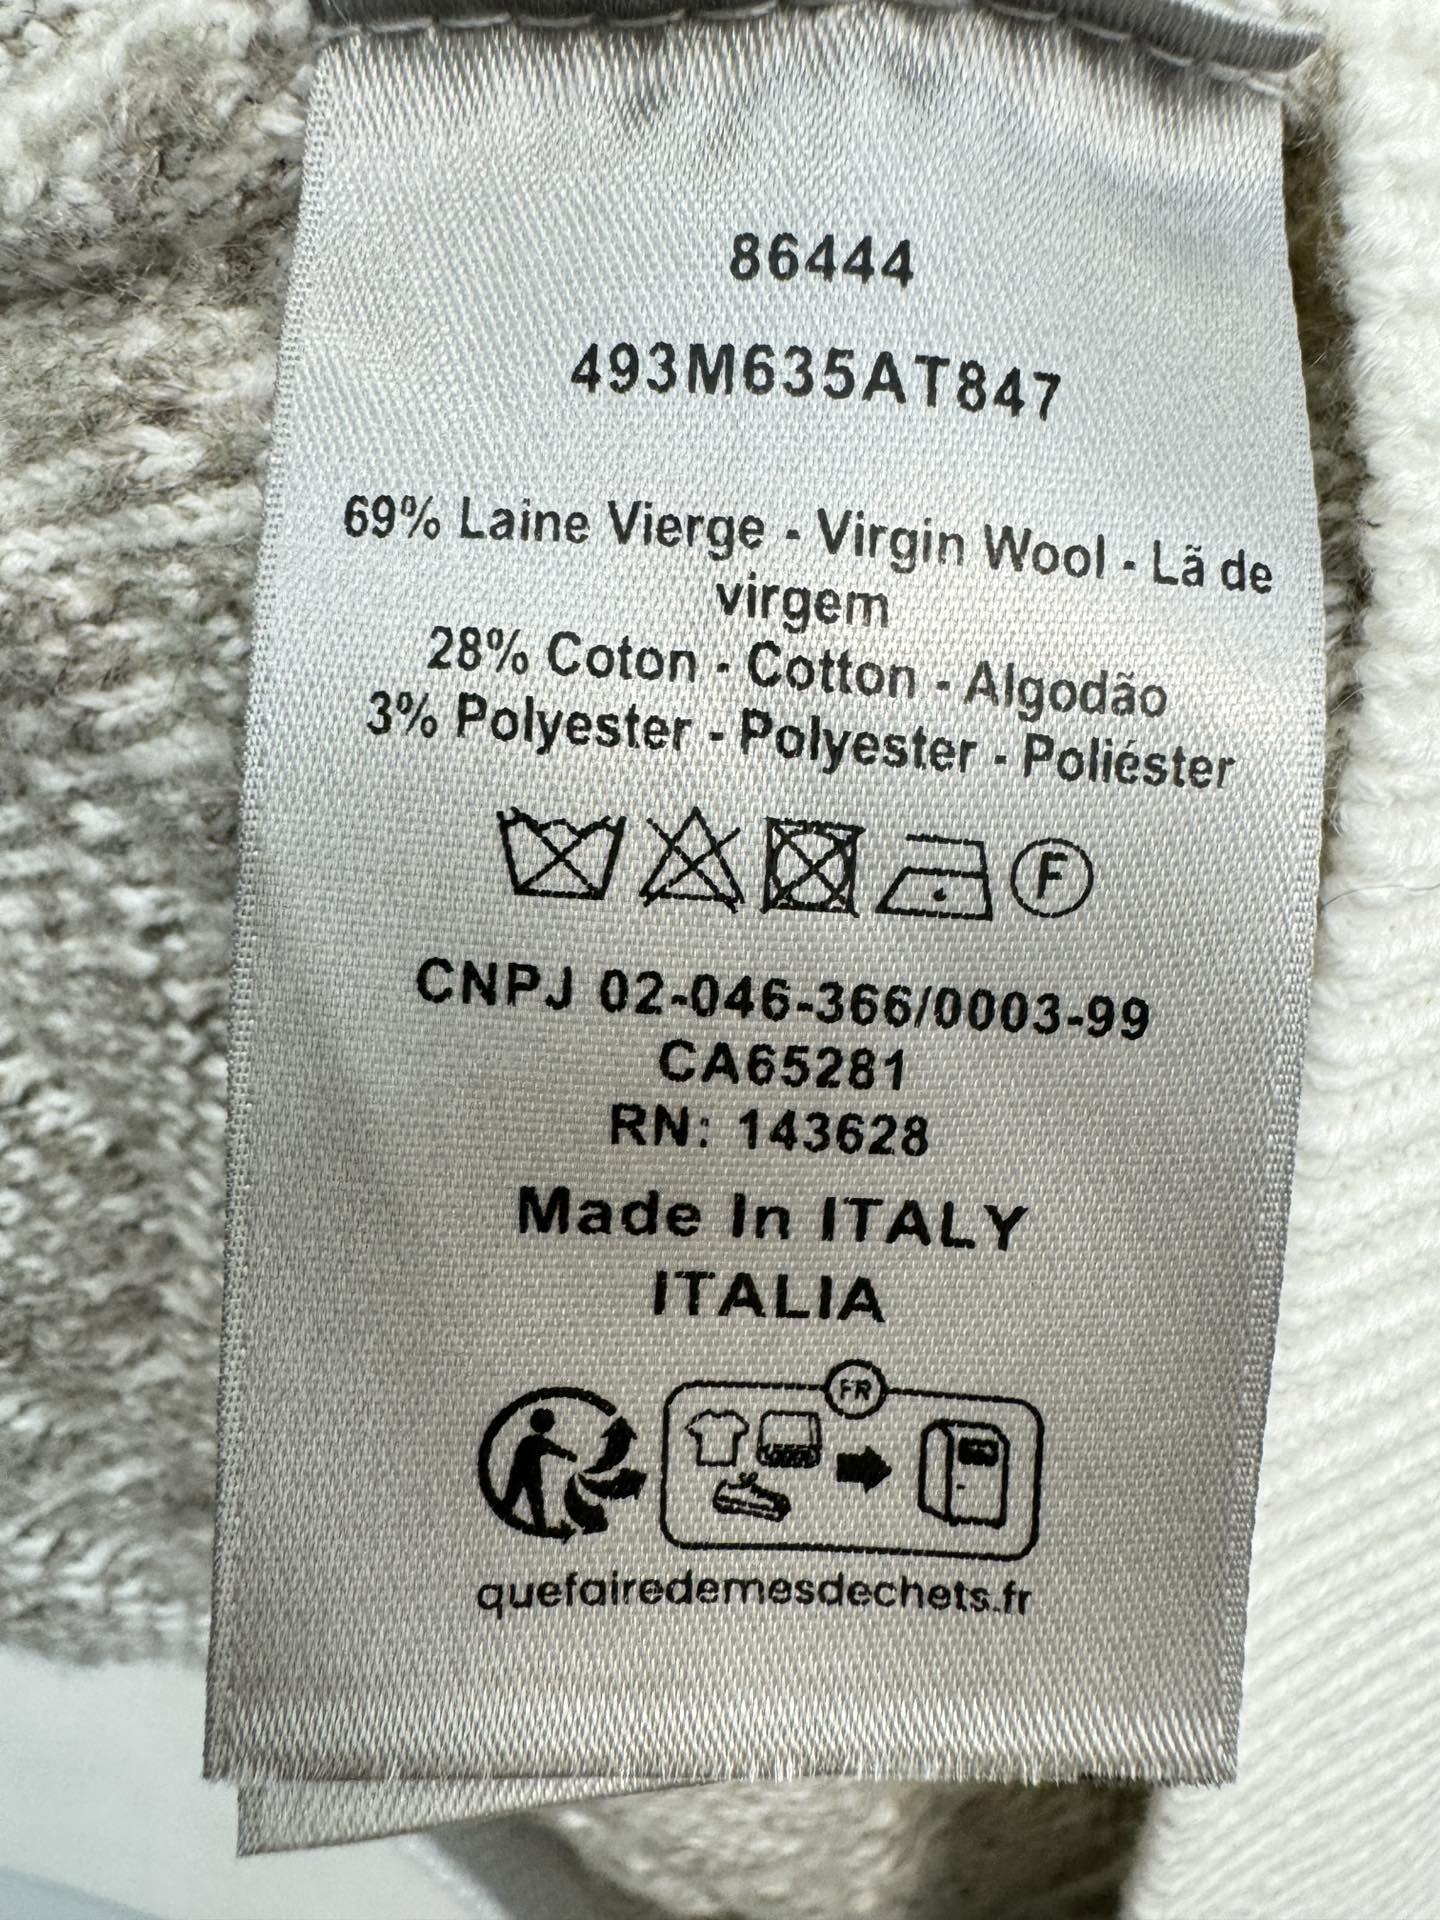 86444
493M635AT847
69% Laine Vierge - Virgin Wool - Lã de
virgem
28% Coton - Cotton - Algodão
3% Polyester - Polyester - Poliéster
F
CNPJ 02-046-366/0003-99
CA65281
RN: 143628
Made In ITALY
ITALIA
FR
quefairedemesdechets.fr